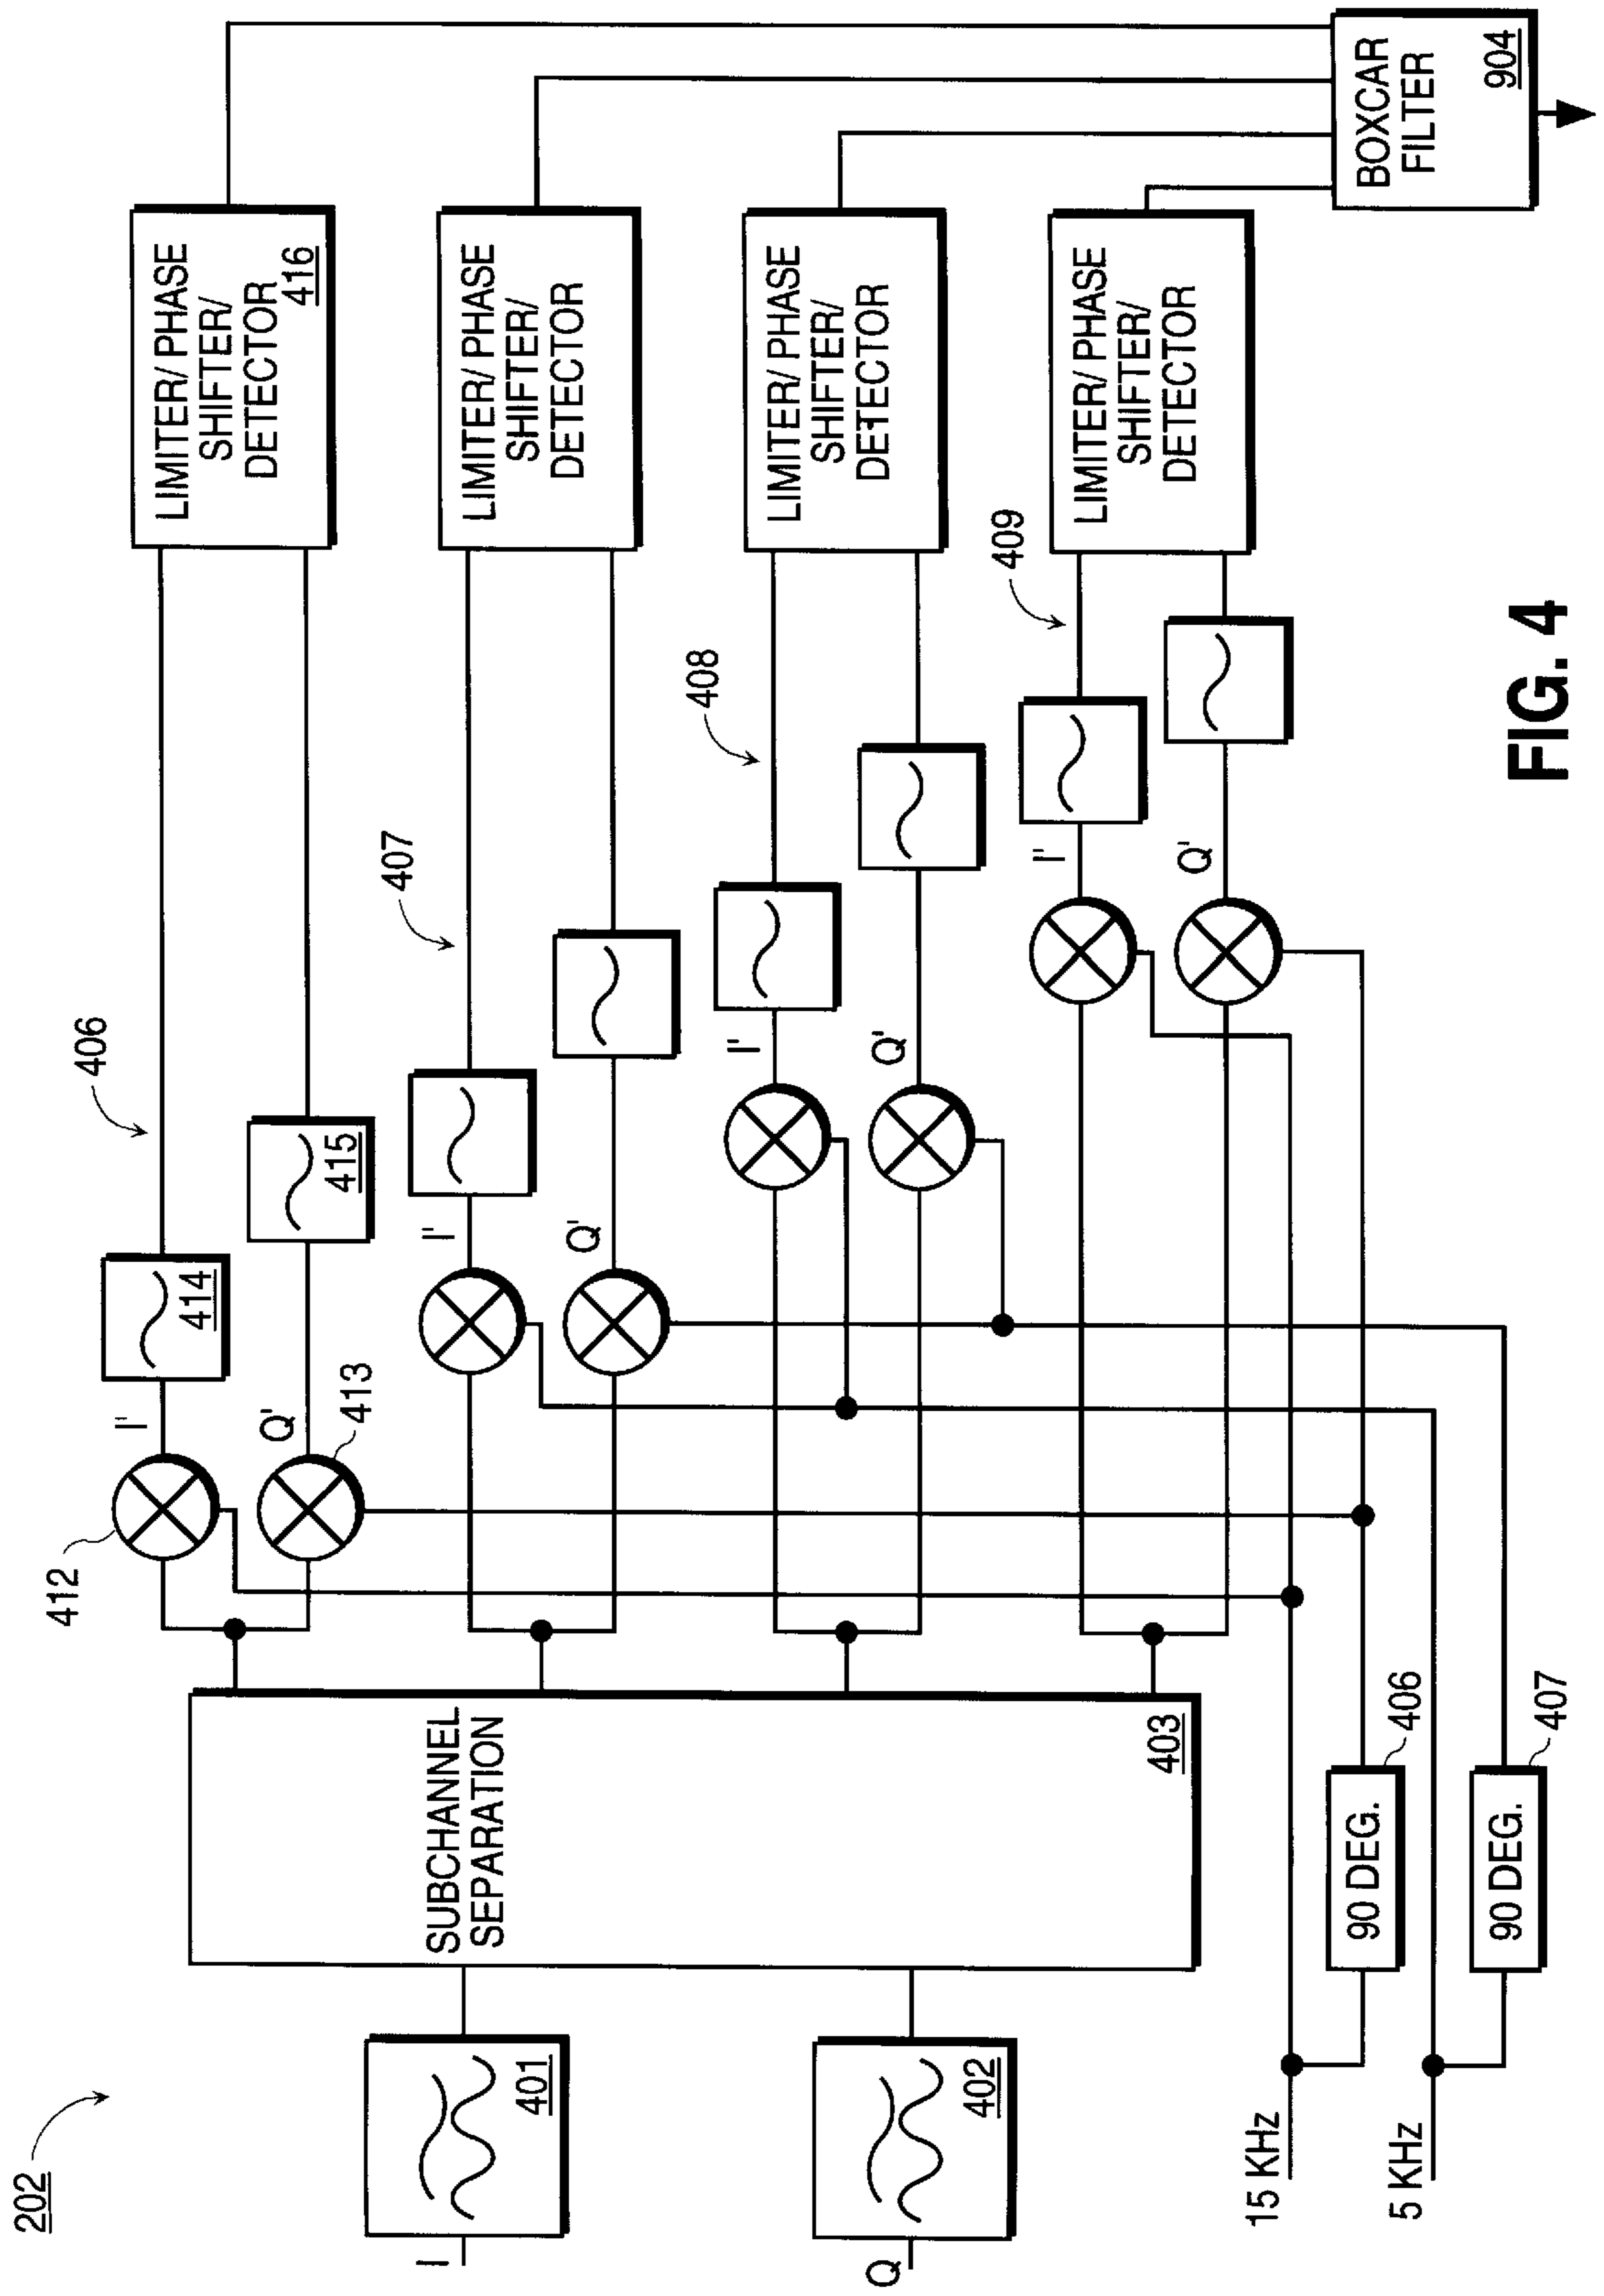 202
I
401
Q
402
SUBCHANNEL
SEPARATION
403
15 KHz
5 KHz
90 DEG.
406
90 DEG.
407
412
I'
414
406
Q'
413
415
LIMITER/ PHASE
SHIFTER/
DETECTOR
416
I'
407
Q'
LIMITER/ PHASE
SHIFTER/
DETECTOR
I'
408
Q'
LIMITER/ PHASE
SHIFTER/
DETECTOR
I'
409
Q'
LIMITER/ PHASE
SHIFTER/
DETECTOR
BOXCAR
FILTER
904
FIG. 4